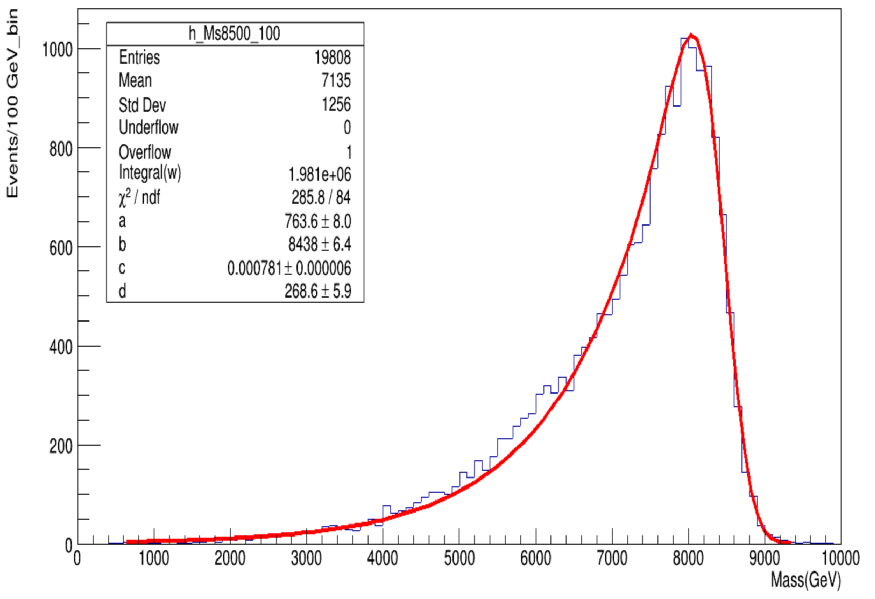 Events/100 GeV_bin
h_Ms8500_100
Entries 19808
Mean 7135
Std Dev 1256
Underflow 0
Overflow 1
Integral(w) 1.981e+06
χ² / ndf 285.8 / 84
a 763.6 ± 8.0
b 8438 ± 6.4
c 0.000781 ± 0.000006
d 268.6 ± 5.9
1000
800
600
400
200
0
0 1000 2000 3000 4000 5000 6000 7000 8000 9000 10000
Mass(GeV)